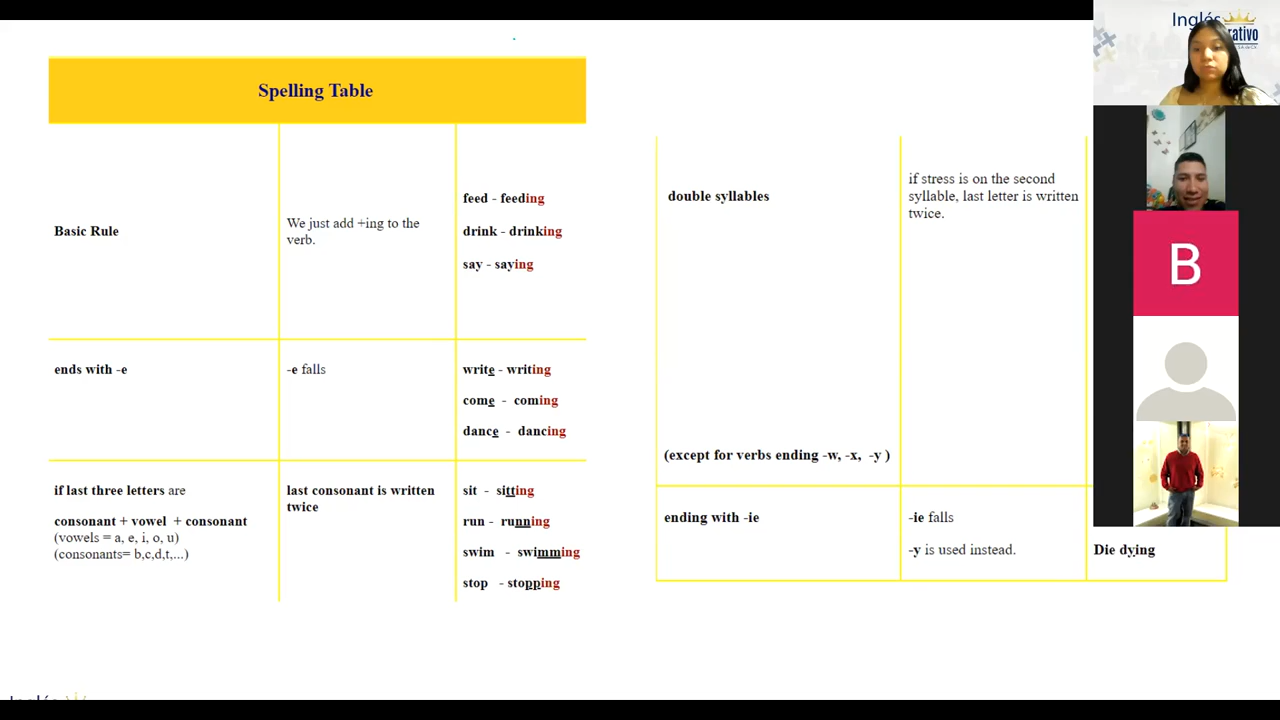 Spelling Table
Basic Rule
We just add +ing to the
verb.
feed - feeding
drink - drinking
say - saying
ends with -e
-e falls
write - writing
come - coming
dance - dancing
if last three letters are
consonant + vowel + consonant
(vowels = a, e, i, o, u)
(consonants= b,c,d,t,...)
last consonant is written
twice
sit - sitting
run - running
swim - swimming
stop - stopping
double syllables
if stress is on the second
syllable, last letter is written
twice.
(except for verbs ending -w, -x, -y )
ending with -ie
-ie falls
-y is used instead.
Die dying
Inglés
B